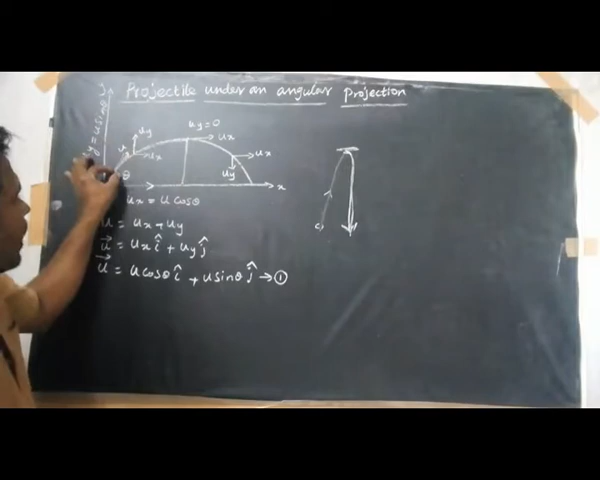 Projectile under an angular projection
y
uy = u sinθ
uy = 0
ux
uy
ux
u
ux
uy
θ
x
ux = u cosθ
u = ux + uy
u⃗ = ux î + uy ĵ
u⃗ = u cosθ î + u sinθ ĵ → ①